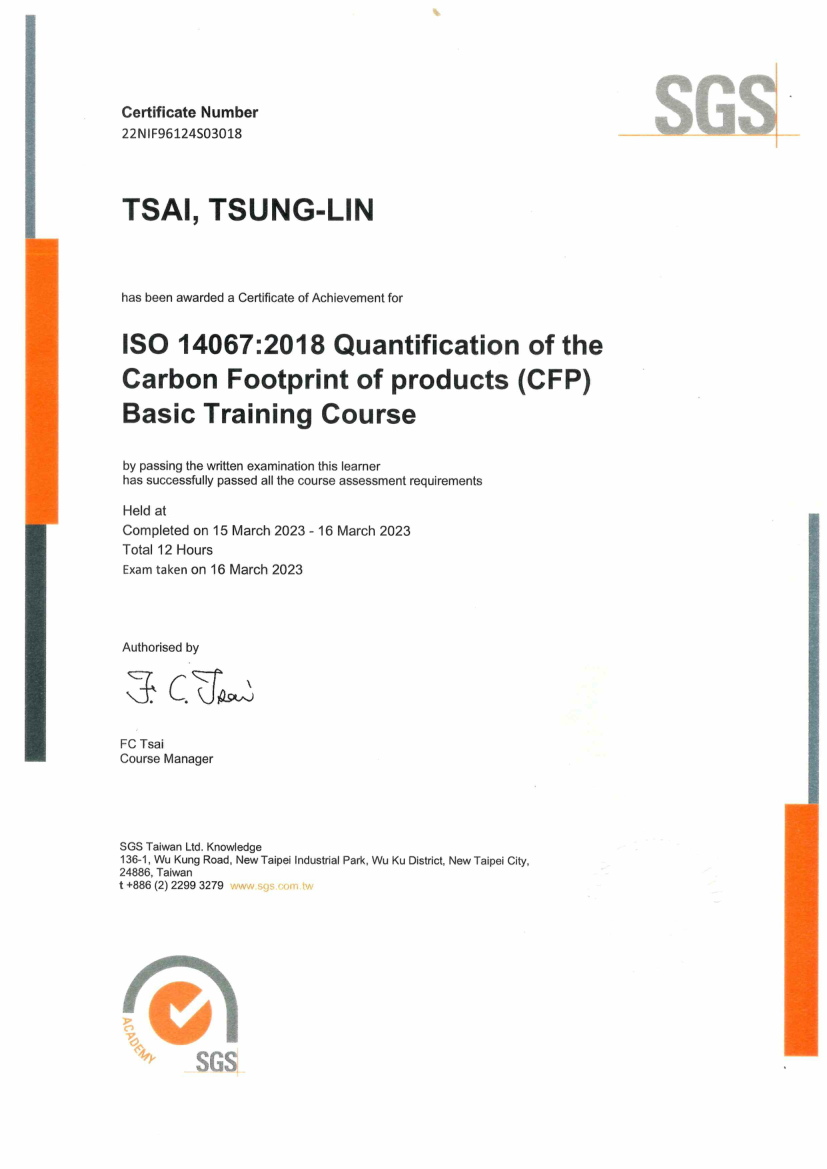 SGS
Certificate Number
22NIF96124S03018
TSAI, TSUNG-LIN
has been awarded a Certificate of Achievement for
ISO 14067:2018 Quantification of the
Carbon Footprint of products (CFP)
Basic Training Course
by passing the written examination this learner
has successfully passed all the course assessment requirements
Held at
Completed on 15 March 2023 - 16 March 2023
Total 12 Hours
Exam taken on 16 March 2023
Authorised by
F. C. Tsai
FC Tsai
Course Manager
SGS Taiwan Ltd. Knowledge
136-1, Wu Kung Road, New Taipei Industrial Park, Wu Ku District, New Taipei City,
24886, Taiwan
t +886 (2) 2299 3279 www.sgs.com.tw
ACADEMY
SGS